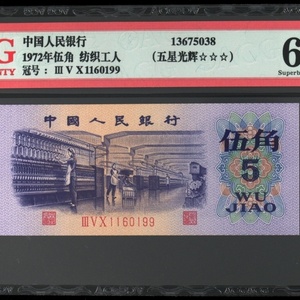 G
中国人民银行 13675038
1972年伍角 纺织工人 (五星光辉☆☆☆)
冠号： ⅢⅤⅩ1160199
6
Superb
中国人民银行
伍角
5
WU
JIAO
ⅢⅤⅩ1160199